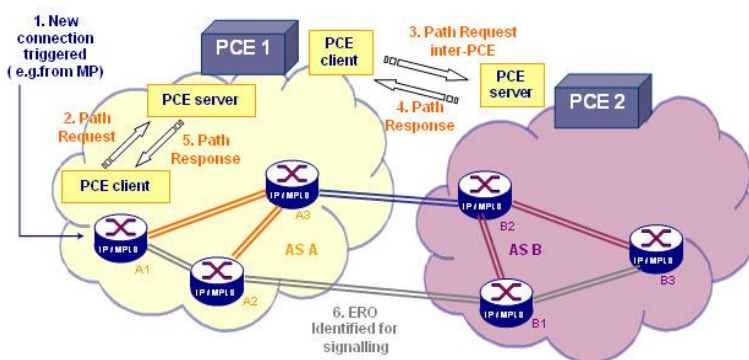 1. New
connection
triggered
( e.g.from MP)
PCE 1
PCE
client
3. Path Request
inter-PCE
PCE
server
PCE 2
4. Path
Response
PCE server
2. Path
Request
5. Path
Response
PCE client
IP / MPLS
A1
IP / MPLS
A2
IP / MPLS
A3
AS A
IP / MPLS
B2
AS B
IP / MPLS
B3
IP / MPLS
B1
6. ERO
Identified for
signalling